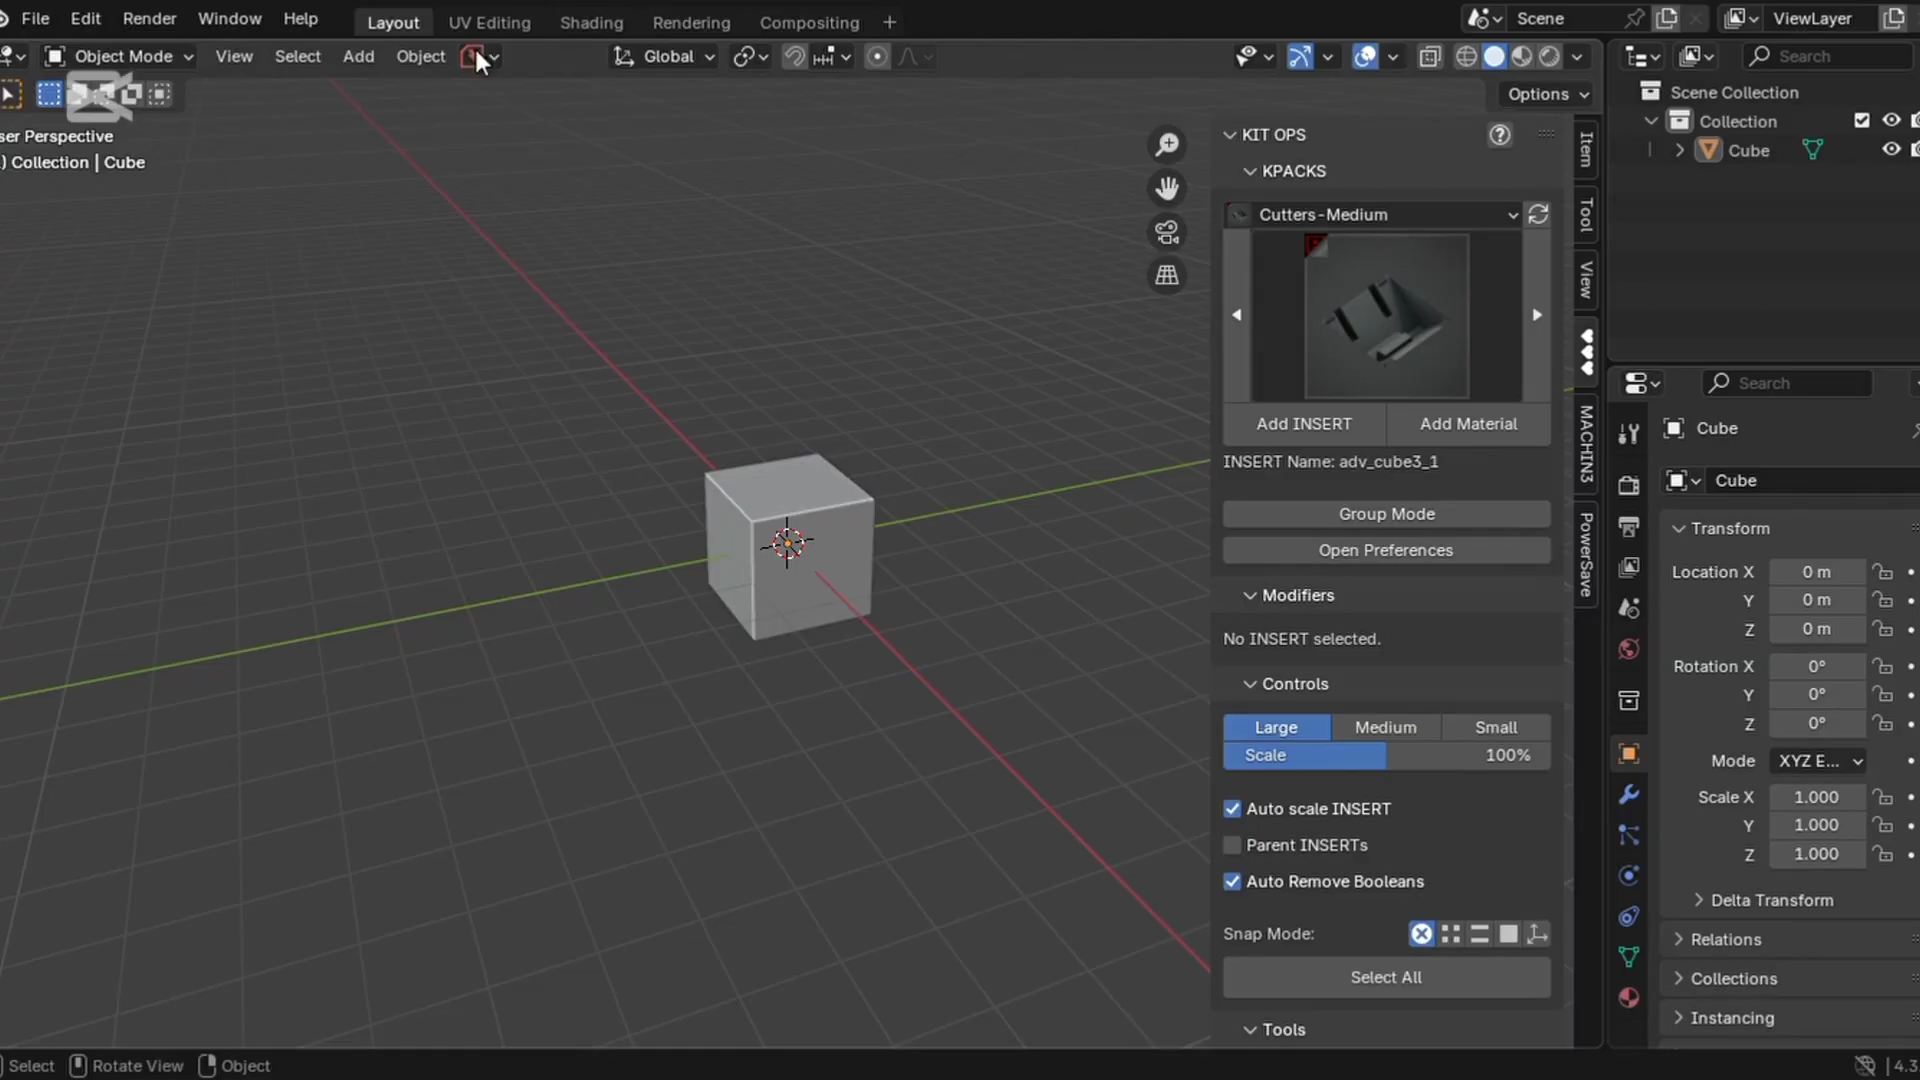 File Edit Render Window Help Layout UV Editing Shading Rendering Compositing + Scene ViewLayer
Object Mode View Select Add Object Global Search
Options
ser Perspective
) Collection | Cube
KIT OPS
KPACKS
Cutters-Medium
Add INSERT Add Material
INSERT Name: adv_cube3_1
Group Mode
Open Preferences
Modifiers
No INSERT selected.
Controls
Large Medium Small
Scale 100%
Auto scale INSERT
Parent INSERTs
Auto Remove Booleans
Snap Mode:
Select All
Tools
Item
Tool
View
MACHIN3
PowerSave
Scene Collection
Collection
Cube
Search
Cube
Cube
Transform
Location X 0 m
Y 0 m
Z 0 m
Rotation X 0°
Y 0°
Z 0°
Mode XYZ E...
Scale X 1.000
Y 1.000
Z 1.000
Delta Transform
Relations
Collections
Instancing
Select Rotate View Object 4.3